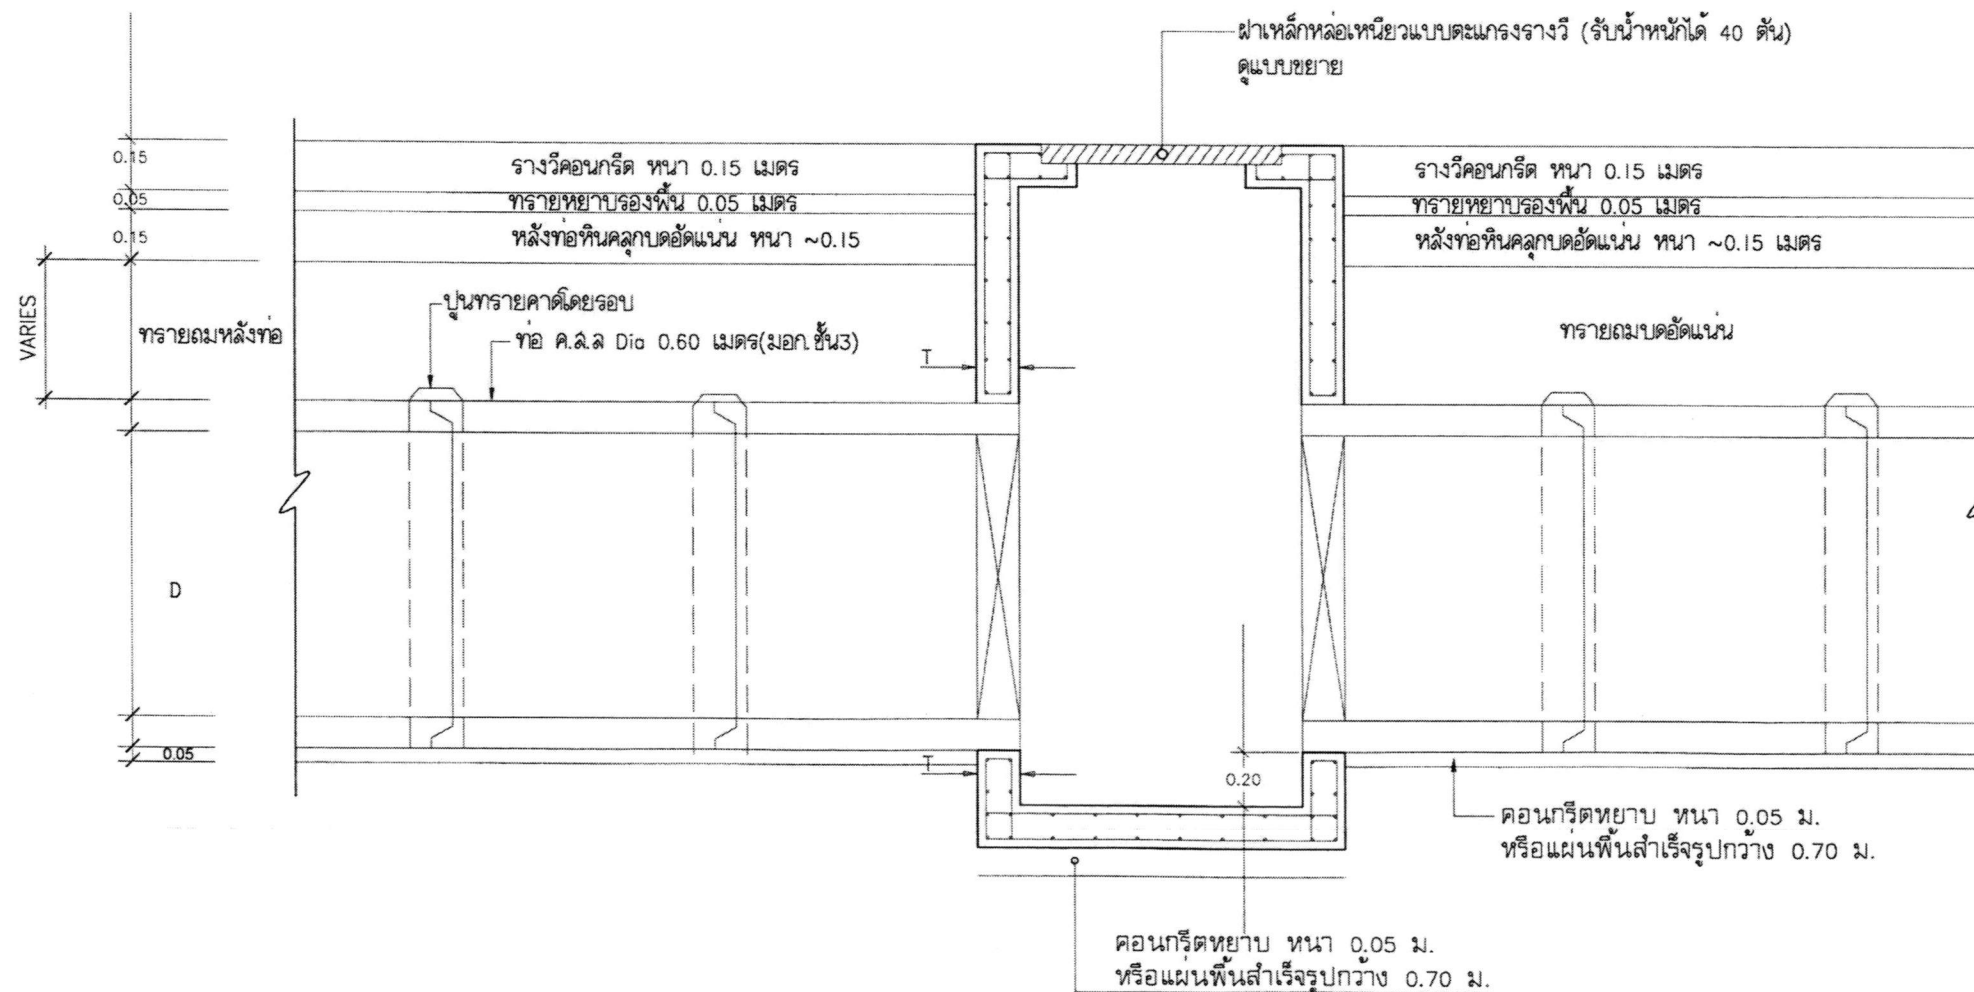 ฝาเหล็กหล่อเหนียวแบบตะแกรงรางวี (รับน้ำหนักได้ 40 ตัน)
ดูแบบขยาย
0.15
รางวีคอนกรีต หนา 0.15 เมตร
รางวีคอนกรีต หนา 0.15 เมตร
0.05
ทรายหยาบรองพื้น 0.05 เมตร
ทรายหยาบรองพื้น 0.05 เมตร
0.15
หลังท่อหินคลุกบดอัดแน่น หนา ~0.15
หลังท่อหินคลุกบดอัดแน่น หนา ~0.15 เมตร
VARIES
ทรายถมหลังท่อ
ปูนทรายคาดโดยรอบ
ท่อ ค.ส.ล Dia 0.60 เมตร(มอก.ชั้น3)
T
ทรายถมบดอัดแน่น
D
0.05
T
0.20
คอนกรีตหยาบ หนา 0.05 ม.
หรือแผ่นพื้นสำเร็จรูปกว้าง 0.70 ม.
คอนกรีตหยาบ หนา 0.05 ม.
หรือแผ่นพื้นสำเร็จรูปกว้าง 0.70 ม.